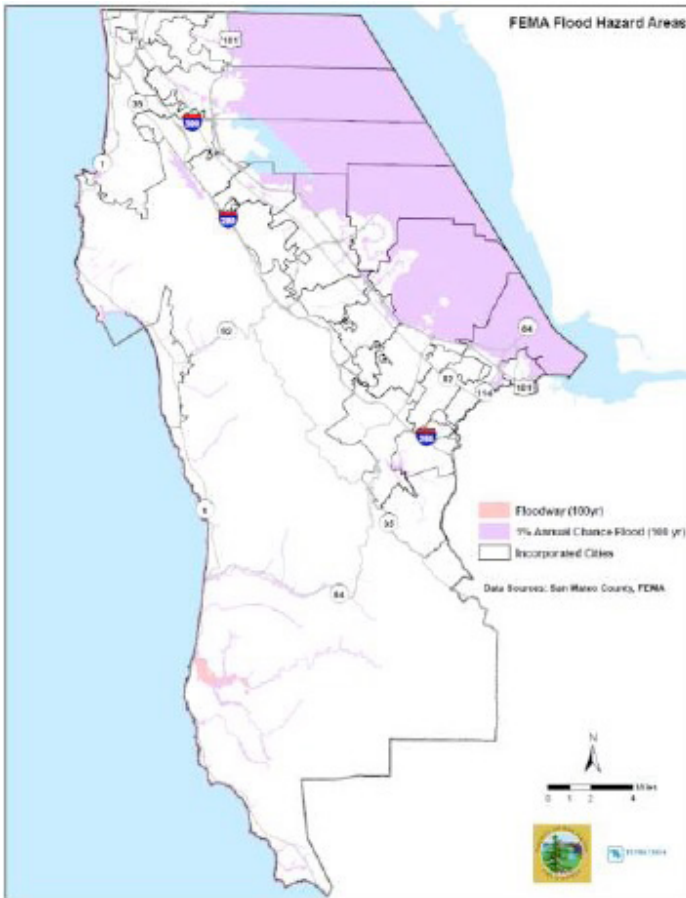 FEMA Flood Hazard Areas
101
35
280
1
280
92
84
82
114
101
280
1
35
84
Floodway (100yr)
1% Annual Chance Flood (100 yr)
Incorporated Cities
Data Sources: San Mateo County, FEMA
N
0 1 2 4 Miles